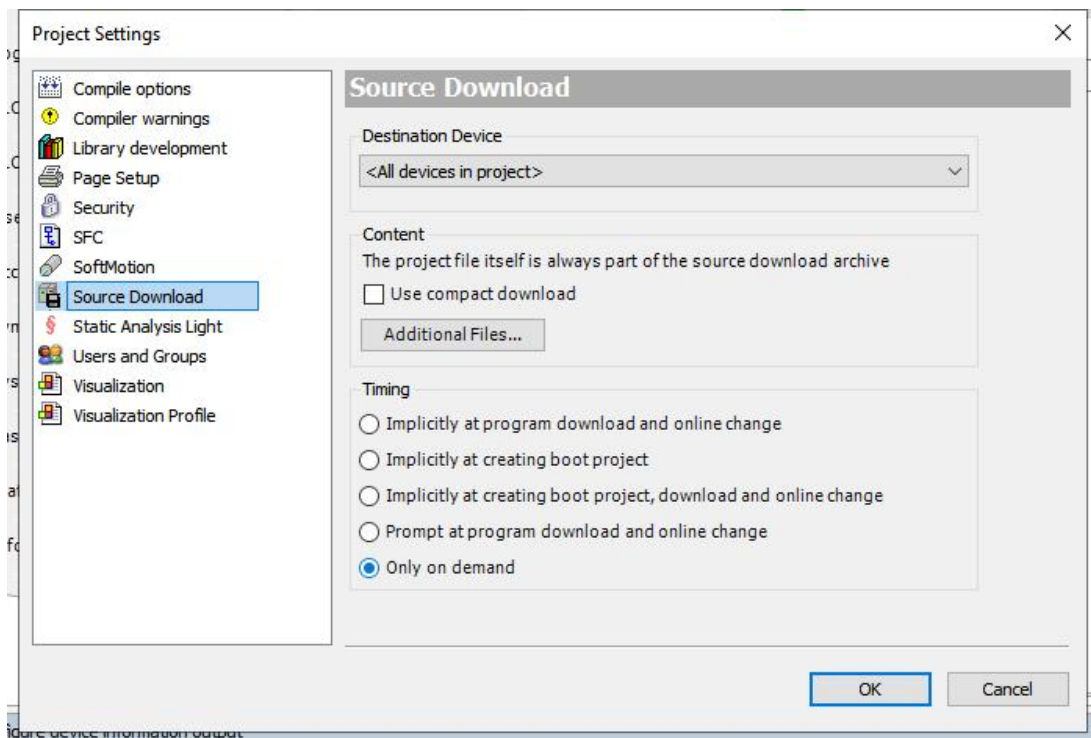 Project Settings
Compile options
Compiler warnings
Library development
Page Setup
Security
SFC
SoftMotion
Source Download
Static Analysis Light
Users and Groups
Visualization
Visualization Profile
Source Download
Destination Device
<All devices in project>
Content
The project file itself is always part of the source download archive
Use compact download
Additional Files...
Timing
Implicitly at program download and online change
Implicitly at creating boot project
Implicitly at creating boot project, download and online change
Prompt at program download and online change
Only on demand
OK
Cancel
device information output